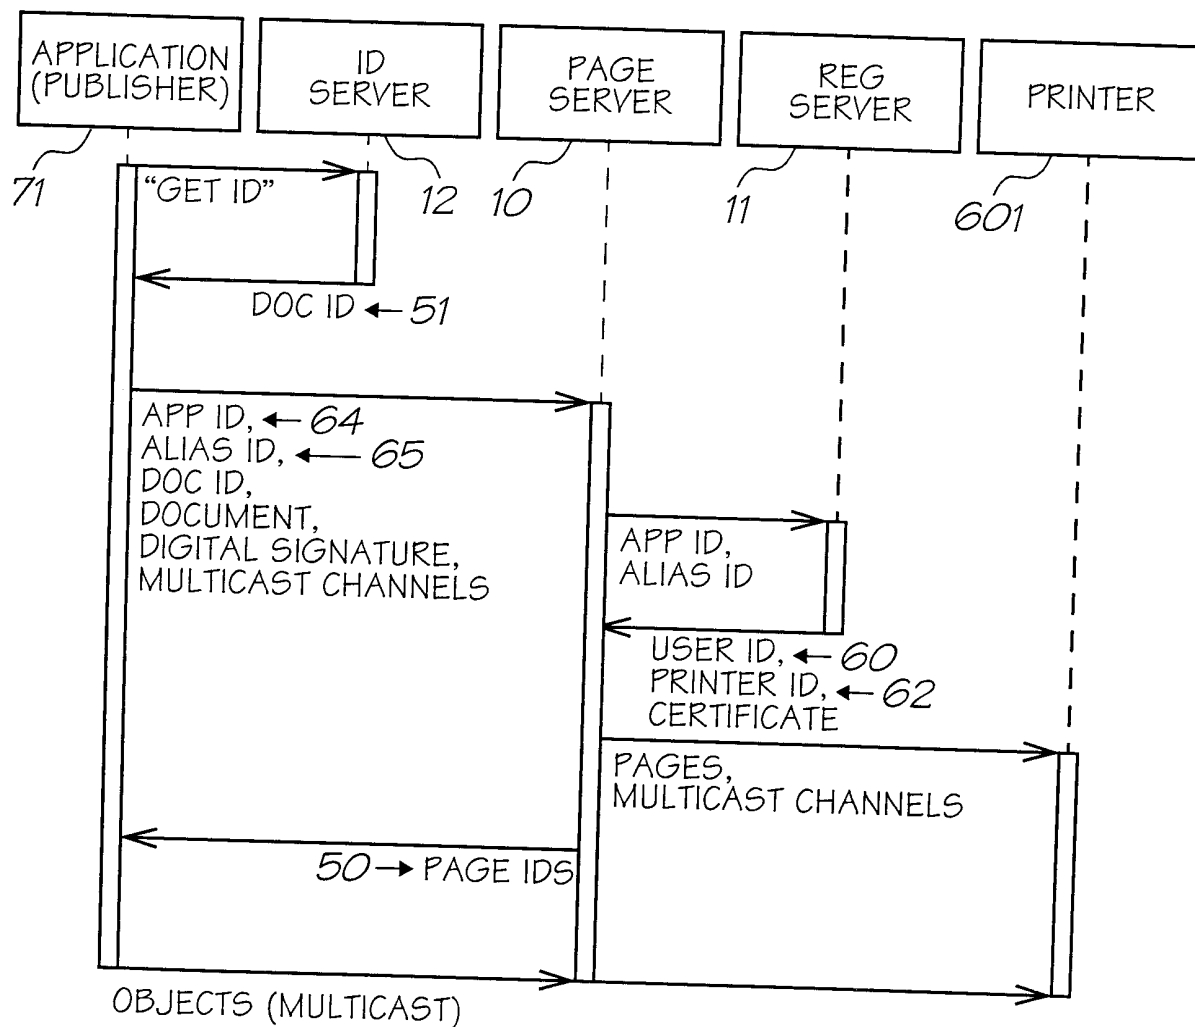 APPLICATION
(PUBLISHER)
ID
SERVER
PAGE
SERVER
REG
SERVER
PRINTER
71
12
10
11
601
"GET ID"
DOC ID 51
APP ID, 64
ALIAS ID, 65
DOC ID,
DOCUMENT,
DIGITAL SIGNATURE,
MULTICAST CHANNELS
APP ID,
ALIAS ID
USER ID, 60
PRINTER ID, 62
CERTIFICATE
PAGES,
MULTICAST CHANNELS
50 PAGE IDS
OBJECTS (MULTICAST)